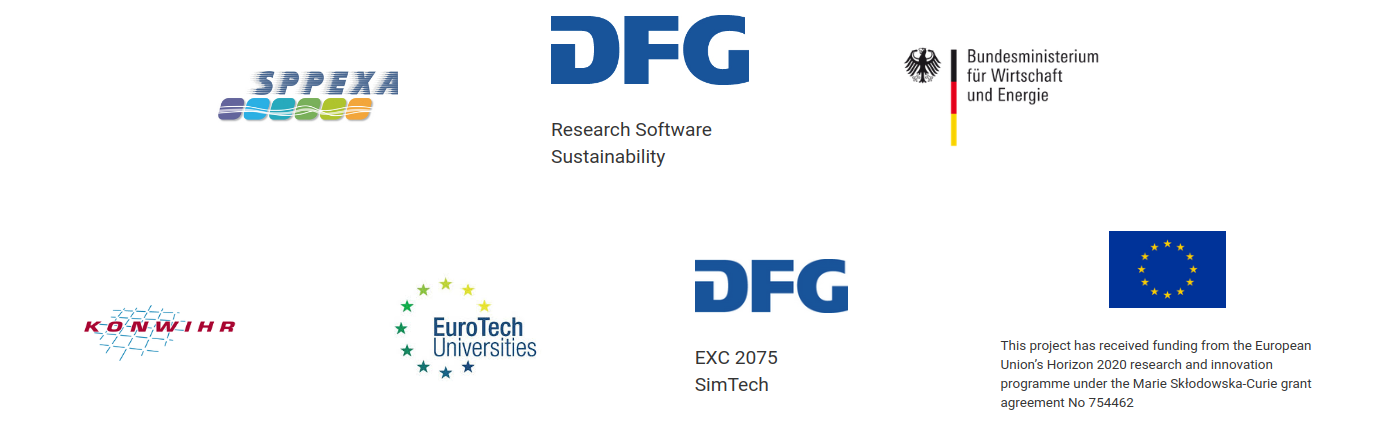 SPPEXA
DFG
Research Software
Sustainability
Bundesministerium
für Wirtschaft
und Energie
KONWIHR
EuroTech
Universities
DFG
EXC 2075
SimTech
This project has received funding from the European
Union’s Horizon 2020 research and innovation
programme under the Marie Skłodowska-Curie grant
agreement No 754462